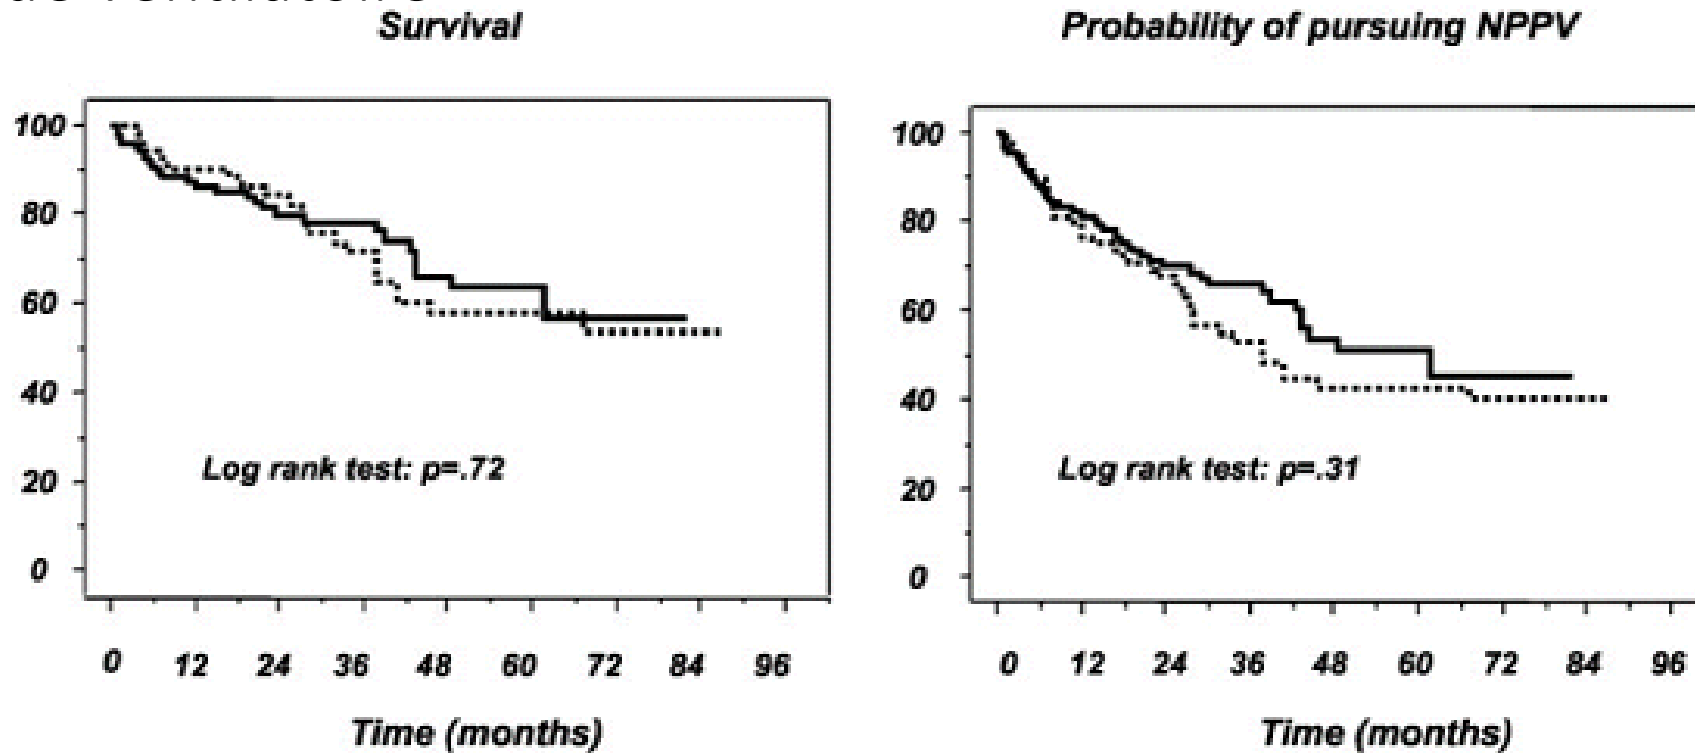 Survival
100
80
60
40
20
0
Log rank test: p=.72
0 12 24 36 48 60 72 84 96
Time (months)
Probability of pursuing NPPV
100
80
60
40
20
0
Log rank test: p=.31
0 12 24 36 48 60 72 84 96
Time (months)